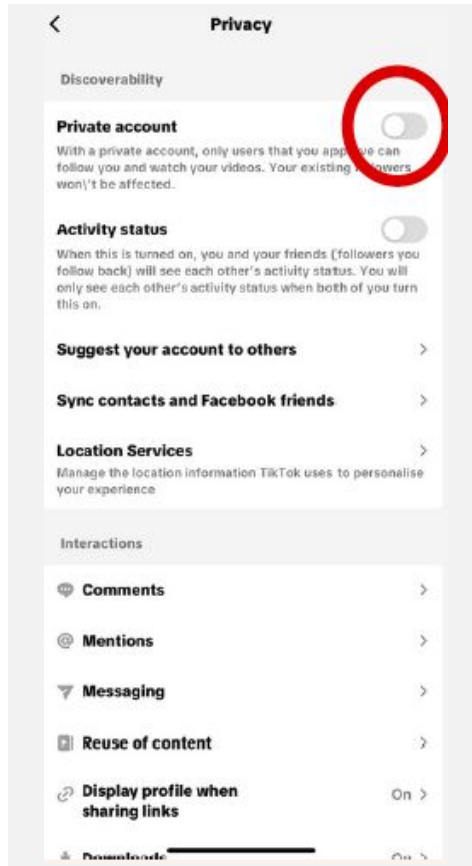 Privacy
Discoverability
Private account
With a private account, only users that you approve can
follow you and watch your videos. Your existing followers
won\'t be affected.
Activity status
When this is turned on, you and your friends (followers you
follow back) will see each other's activity status. You will
only see each other's activity status when both of you turn
this on.
Suggest your account to others
Sync contacts and Facebook friends
Location Services
Manage the location information TikTok uses to personalise
your experience
Interactions
Comments
Mentions
Messaging
Reuse of content
Display profile when
sharing links
On
Downloads
On